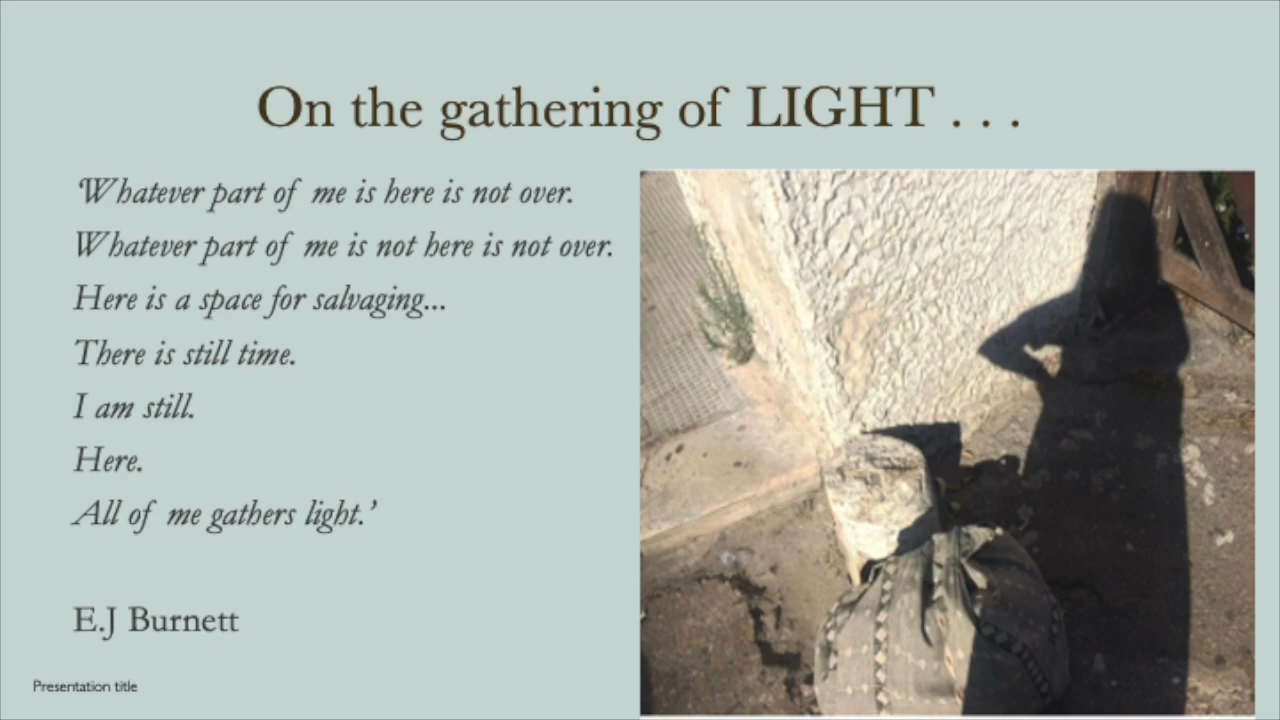 On the gathering of LIGHT . . .
‘Whatever part of me is here is not over.
Whatever part of me is not here is not over.
Here is a space for salvaging...
There is still time.
I am still.
Here.
All of me gathers light.’
E.J Burnett
Presentation title